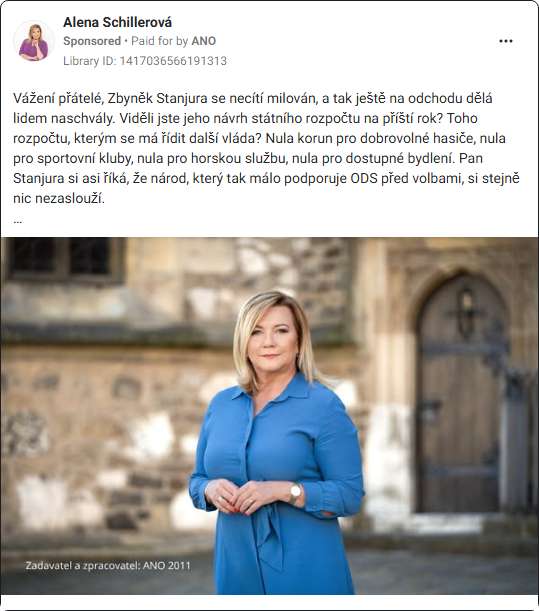 Alena Schillerová
Sponsored • Paid for by ANO
Library ID: 1417036566191313
Vážení přátelé, Zbyněk Stanjura se necítí milován, a tak ještě na odchodu dělá
lidem naschvály. Viděli jste jeho návrh státního rozpočtu na příští rok? Toho
rozpočtu, kterým se má řídit další vláda? Nula korun pro dobrovolné hasiče, nula
pro sportovní kluby, nula pro horskou službu, nula pro dostupné bydlení. Pan
Stanjura si asi říká, že národ, který tak málo podporuje ODS před volbami, si stejně
nic nezaslouží.
...
Zadavatel a zpracovatel: ANO 2011